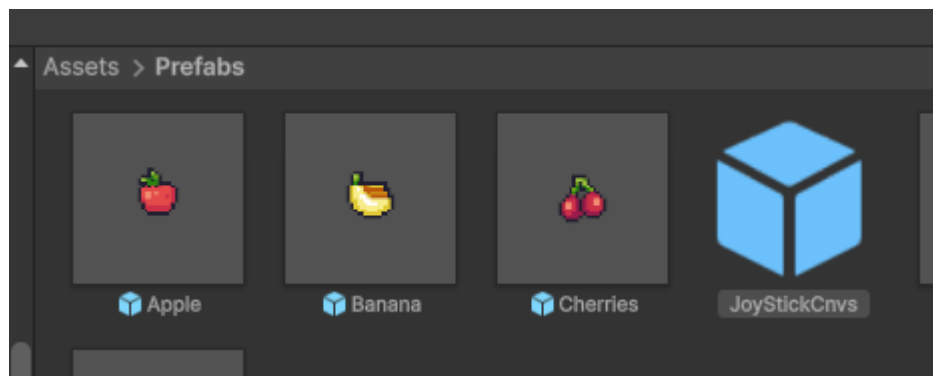 Assets > Prefabs
Apple
Banana
Cherries
JoyStickCnvs